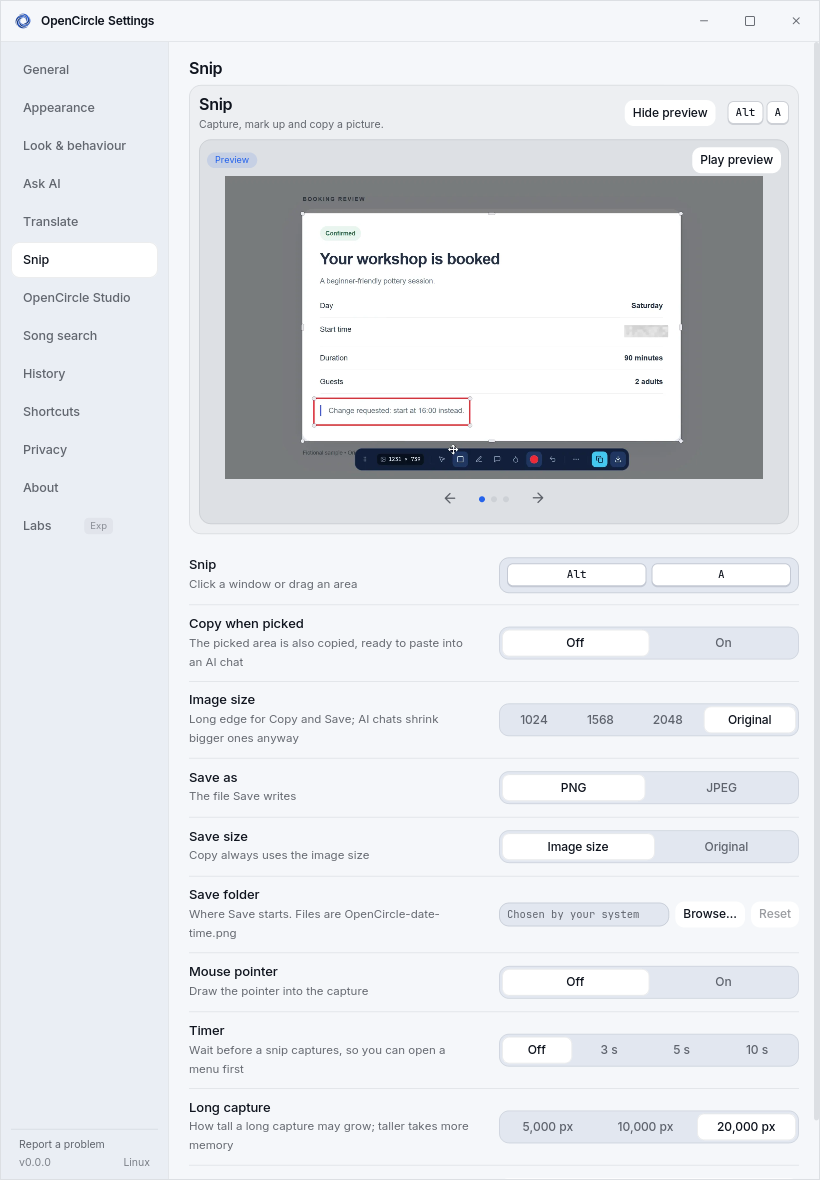 OpenCircle Settings
General
Appearance
Look & behaviour
Ask AI
Translate
Snip
OpenCircle Studio
Song search
History
Shortcuts
Privacy
About
Labs Exp
Report a problem
v0.0.0 Linux
Snip
Snip
Capture, mark up and copy a picture.
Hide preview Alt A
Preview Play preview
BOOKING REVIEW
Confirmed
Your workshop is booked
A beginner-friendly pottery session
Day Saturday
Start time
Duration 90 minutes
Guests 2 adults
Change requested: start at 16:00 instead.
Fictional sample
1231 × 739
Snip
Click a window or drag an area
Alt A
Copy when picked
The picked area is also copied, ready to paste into
an AI chat
Off On
Image size
Long edge for Copy and Save; AI chats shrink
bigger ones anyway
1024 1568 2048 Original
Save as
The file Save writes
PNG JPEG
Save size
Copy always uses the image size
Image size Original
Save folder
Where Save starts. Files are OpenCircle-date-
time.png
Chosen by your system Browse... Reset
Mouse pointer
Draw the pointer into the capture
Off On
Timer
Wait before a snip captures, so you can open a
menu first
Off 3 s 5 s 10 s
Long capture
How tall a long capture may grow; taller takes more
memory
5,000 px 10,000 px 20,000 px